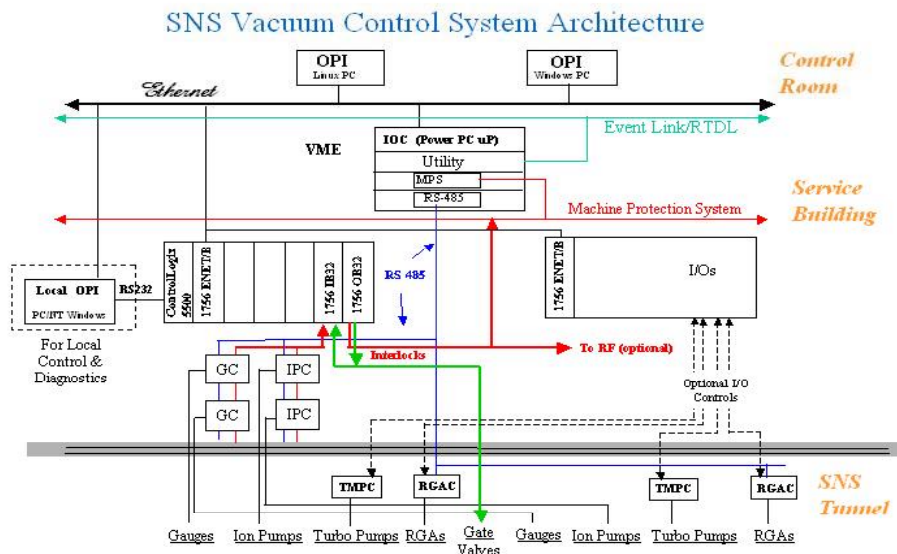 SNS Vacuum Control System Architecture
OPI
Linux PC
OPI
Windows PC
Control
Room
Ethernet
Event Link/RTDL
VME
IOC (Power PC uP)
Utility
MPS
RS-485
Service
Building
Machine Protection System
Local OPI
PC/NT Windows
RS232
For Local
Control &
Diagnostics
ControlLogix
5500
1756 ENET/B
1756 IB32
1756 OB32
RS 485
1756 ENET/B
I/Os
Interlocks
To RF (optional)
GC
IPC
GC
IPC
Optional I/O
Controls
TMPC
RGAC
TMPC
RGAC
SNS
Tunnel
Gauges
Ion Pumps
Turbo Pumps
RGAs
Gate
Valves
Gauges
Ion Pumps
Turbo Pumps
RGAs